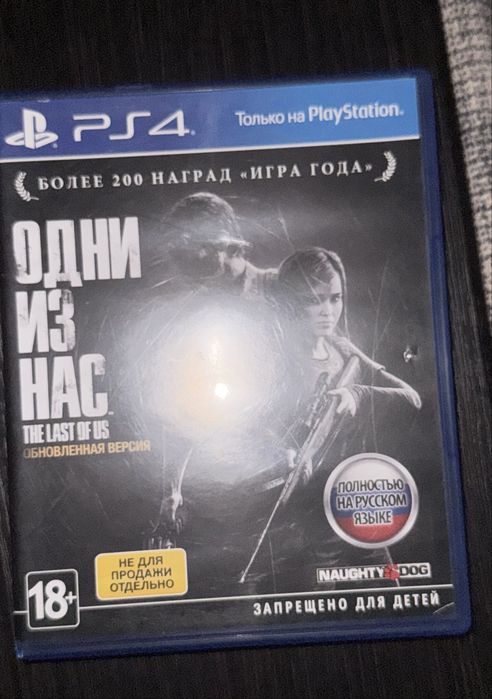 PS4
Только на PlayStation
БОЛЕЕ 200 НАГРАД «ИГРА ГОДА»
ОДНИ
ИЗ
НАС
THE LAST OF US
ОБНОВЛЕННАЯ ВЕРСИЯ
ПОЛНОСТЬЮ
НА РУССКОМ
ЯЗЫКЕ
НЕ ДЛЯ
ПРОДАЖИ
ОТДЕЛЬНО
NAUGHTY DOG
18+
ЗАПРЕЩЕНО ДЛЯ ДЕТЕЙ